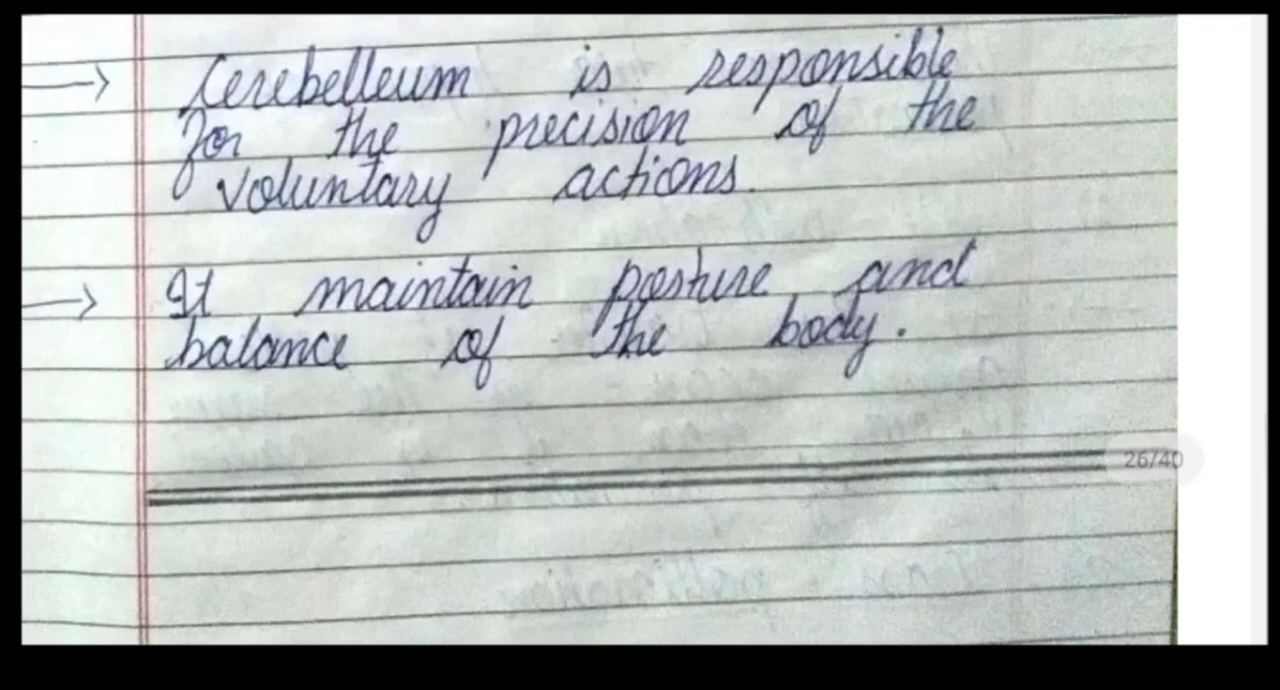 → Cerebelleum is responsible
for the precision of the
voluntary actions.
→ It maintain posture and
balance of the body.
26/40